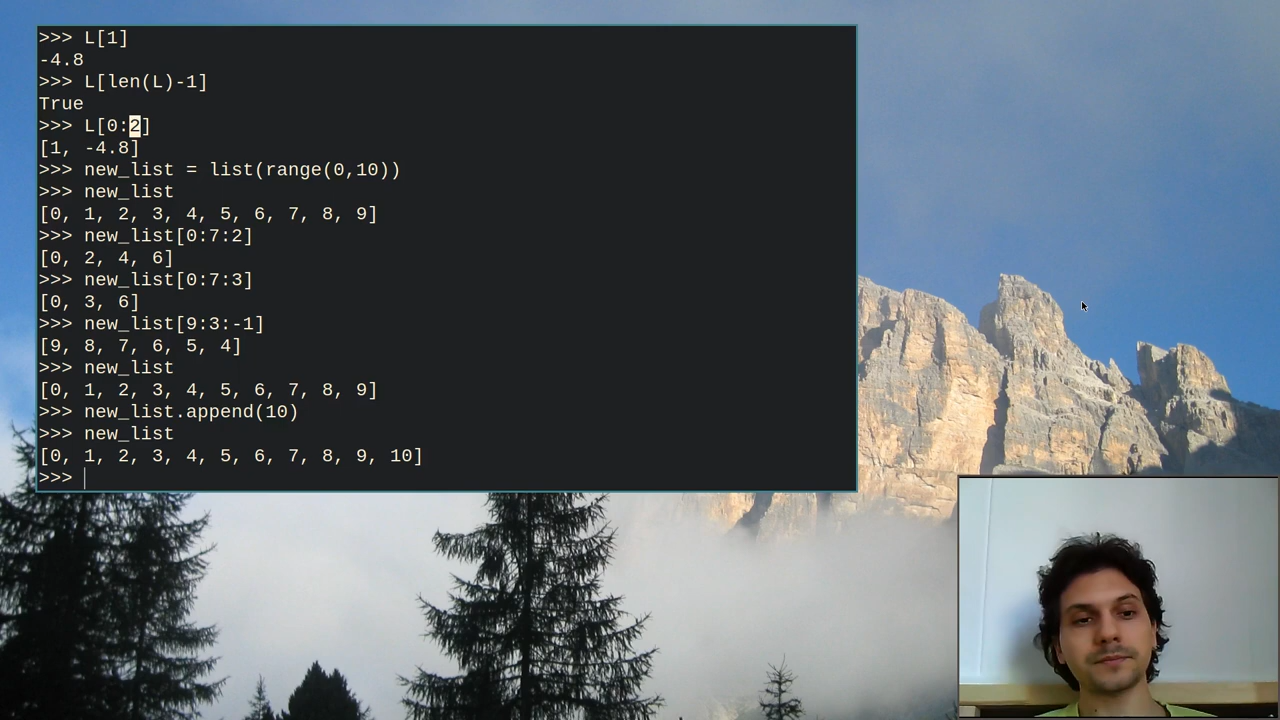 >>> L[1]
-4.8
>>> L[len(L)-1]
True
>>> L[0:2]
[1, -4.8]
>>> new_list = list(range(0,10))
>>> new_list
[0, 1, 2, 3, 4, 5, 6, 7, 8, 9]
>>> new_list[0:7:2]
[0, 2, 4, 6]
>>> new_list[0:7:3]
[0, 3, 6]
>>> new_list[9:3:-1]
[9, 8, 7, 6, 5, 4]
>>> new_list
[0, 1, 2, 3, 4, 5, 6, 7, 8, 9]
>>> new_list.append(10)
>>> new_list
[0, 1, 2, 3, 4, 5, 6, 7, 8, 9, 10]
>>>